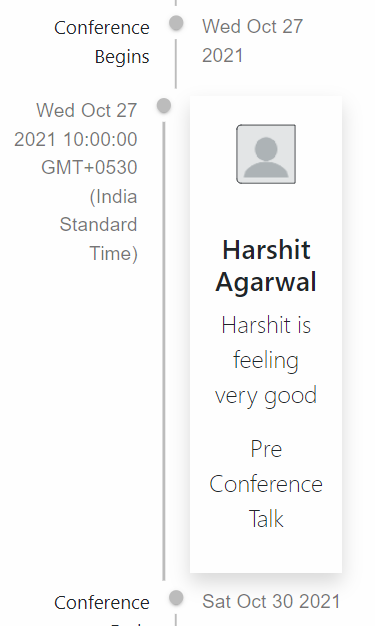 Conference
Begins
Wed Oct 27
2021
Wed Oct 27
2021 10:00:00
GMT+0530
(India
Standard
Time)
Harshit
Agarwal
Harshit is
feeling
very good
Pre
Conference
Talk
Conference
Sat Oct 30 2021